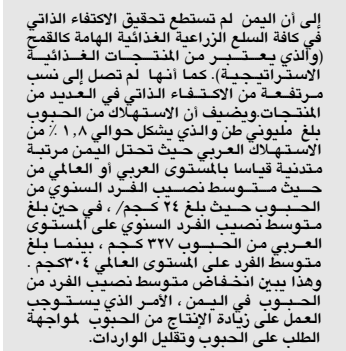 إلى أن اليمن لم تستطع تحقيق الاكتفاء الذاتي
في كافة السلع الزراعية الغذائية الهامة كالقمح
(والذي يعتبر من المنتجات الغذائية
الاستراتيجية). كما أنها لم تصل إلى نسب
مرتفعة من الاكتفاء الذاتي في العديد من
المنتجات.ويضيف أن الاستهلاك من الحبوب
بلغ مليوني طن والذي يشكل حوالي ١,٨ ٪ من
الاستهلاك العربي حيث تحتل اليمن مرتبة
متدنية قياسا بالمستوى العربي أو العالمي من
حيث متوسط نصيب الفرد السنوي من
الحبوب حيث بلغ ٢٤ كجم/ ، في حين بلغ
متوسط نصيب الفرد السنوي على المستوى
العربي من الحبوب ٣٢٧ كجم ، بينما بلغ
متوسط الفرد على المستوى العالمي ٣٠٤كجم .
وهذا يبين انخفاض متوسط نصيب الفرد من
الحبوب في اليمن ، الأمر الذي يستوجب
العمل على زيادة الإنتاج من الحبوب لمواجهة
الطلب على الحبوب وتقليل الواردات.